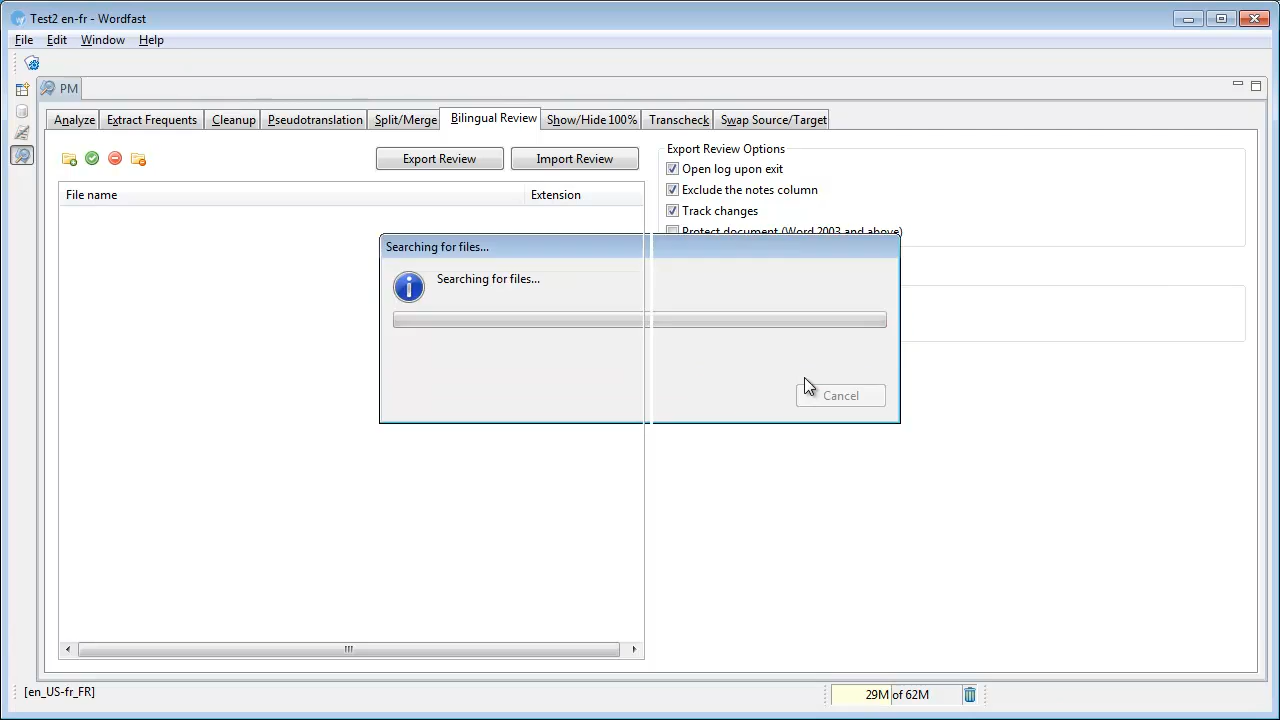 Test2 en-fr - Wordfast
File Edit Window Help
PM
Analyze Extract Frequents Cleanup Pseudotranslation Split/Merge Bilingual Review Show/Hide 100% Transcheck Swap Source/Target
Export Review Import Review
File name Extension
Export Review Options
Open log upon exit
Exclude the notes column
Track changes
Protect document (Word 2003 and above)
Searching for files...
Searching for files...
Cancel
[en_US-fr_FR]
29M of 62M